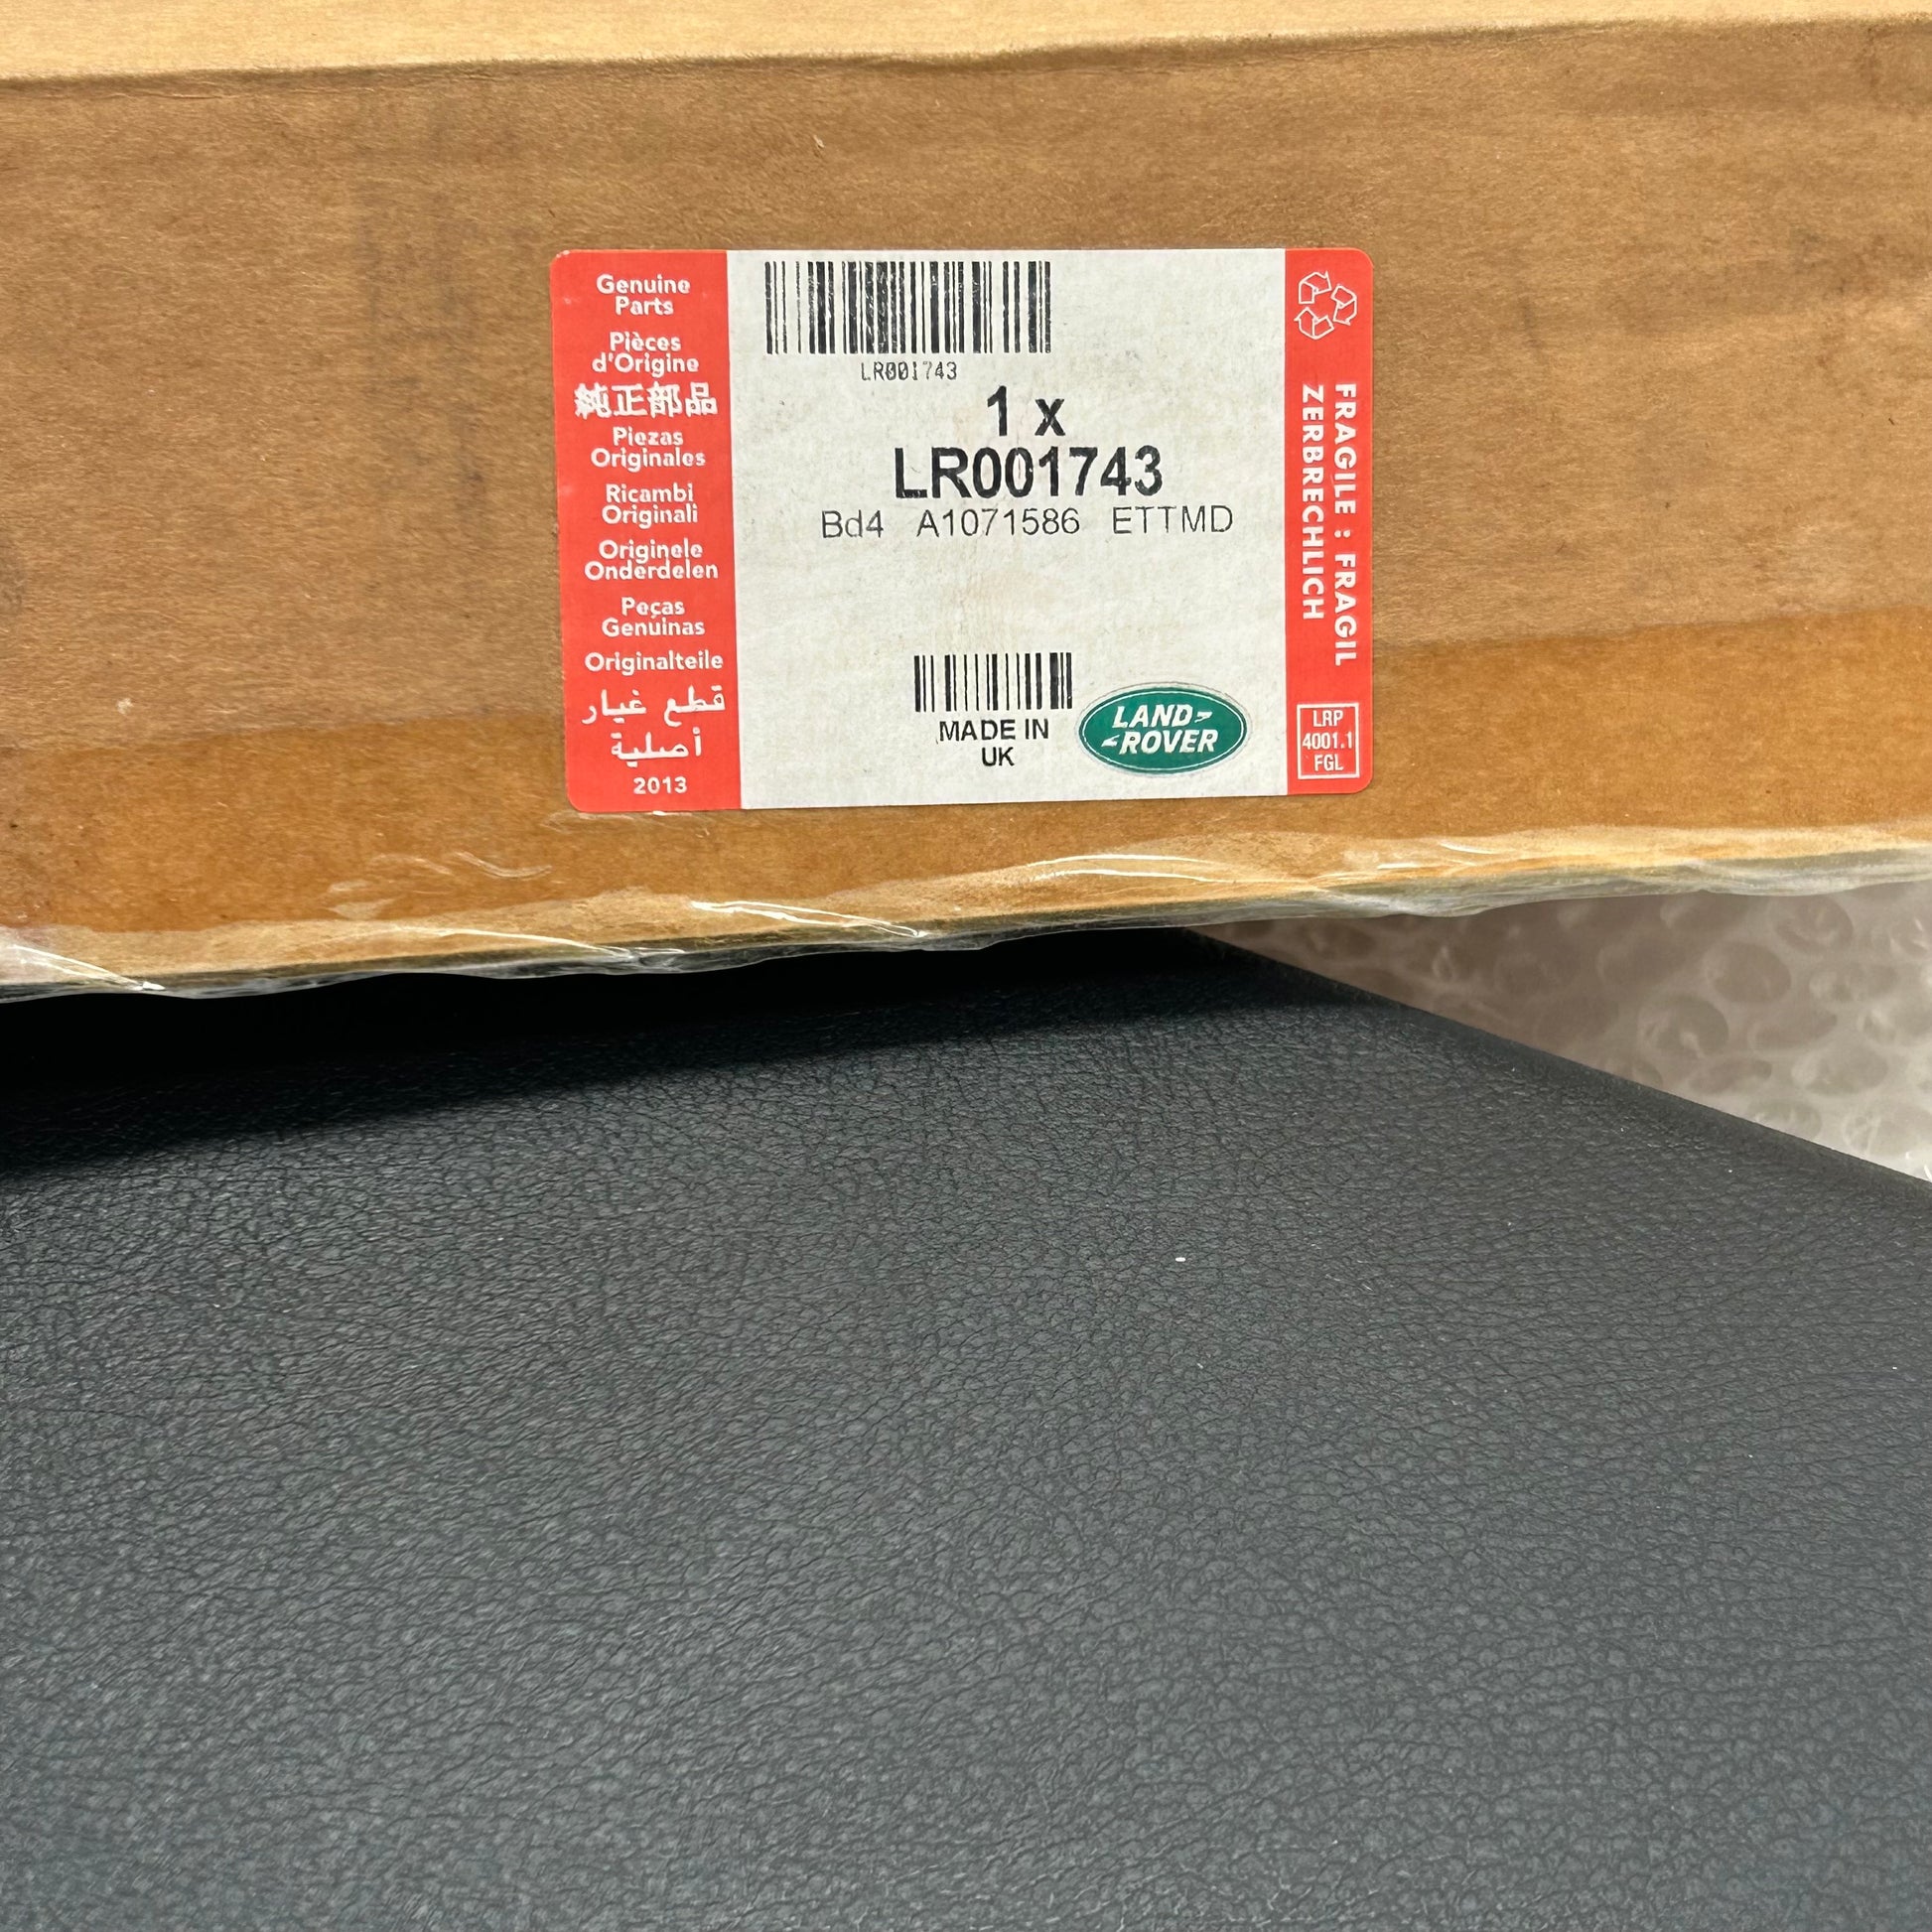 Genuine
Parts
Pièces
d'Origine
純正部品
Piezas
Originales
Ricambi
Originali
Originele
Onderdelen
Peças
Genuinas
Originalteile
قطع غيار
أصلية
2013
LR001743
1 x
LR001743
Bd4 A1071586 ETTMD
MADE IN
UK
LAND
ROVER
FRAGILE : FRAGIL
ZERBRECHLICH
LRP
4001.1
FGL